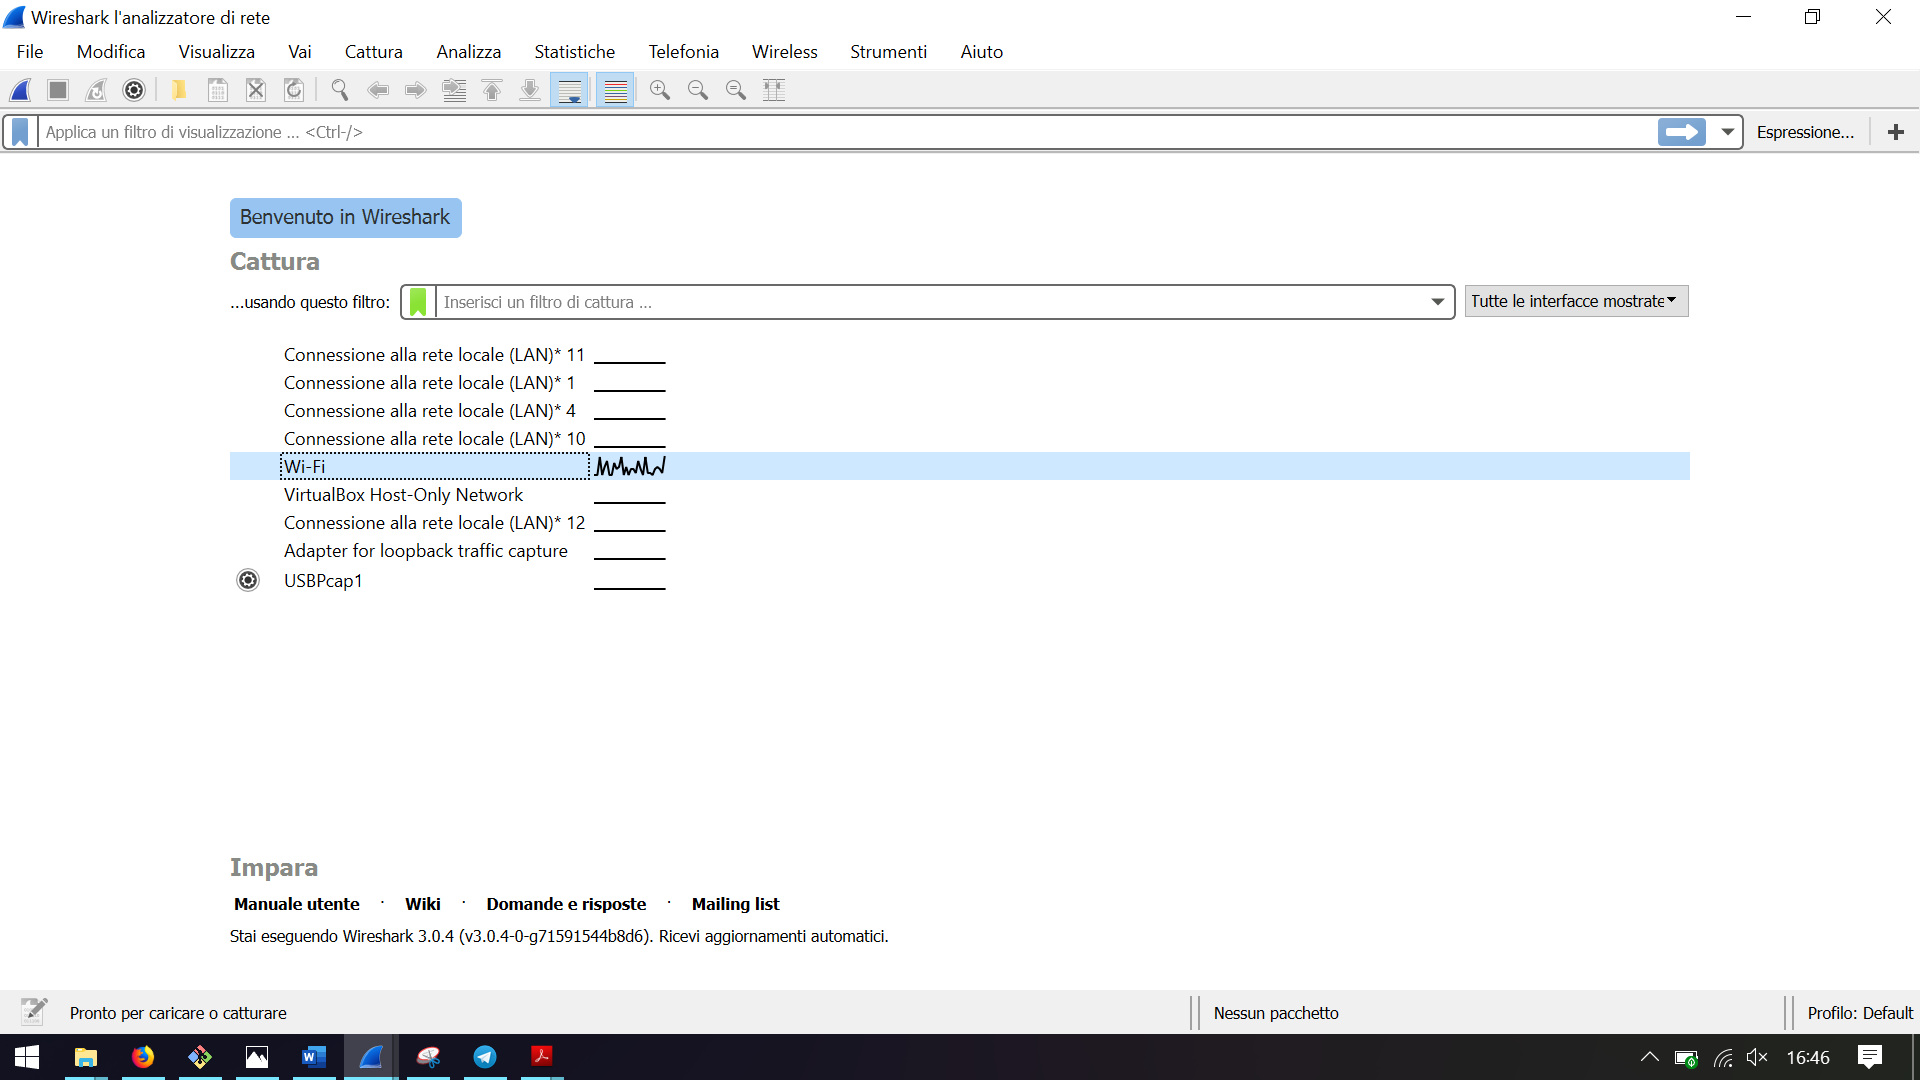 Wireshark l'analizzatore di rete
File Modifica Visualizza Vai Cattura Analizza Statistiche Telefonia Wireless Strumenti Aiuto
Applica un filtro di visualizzazione ... <Ctrl-/> Espressione... +
Benvenuto in Wireshark
Cattura
...usando questo filtro: Inserisci un filtro di cattura ... Tutte le interfacce mostrate
Connessione alla rete locale (LAN)* 11
Connessione alla rete locale (LAN)* 1
Connessione alla rete locale (LAN)* 4
Connessione alla rete locale (LAN)* 10
Wi-Fi
VirtualBox Host-Only Network
Connessione alla rete locale (LAN)* 12
Adapter for loopback traffic capture
USBPcap1
Impara
Manuale utente · Wiki · Domande e risposte · Mailing list
Stai eseguendo Wireshark 3.0.4 (v3.0.4-0-g71591544b8d6). Ricevi aggiornamenti automatici.
Pronto per caricare o catturare Nessun pacchetto Profilo: Default
16:46